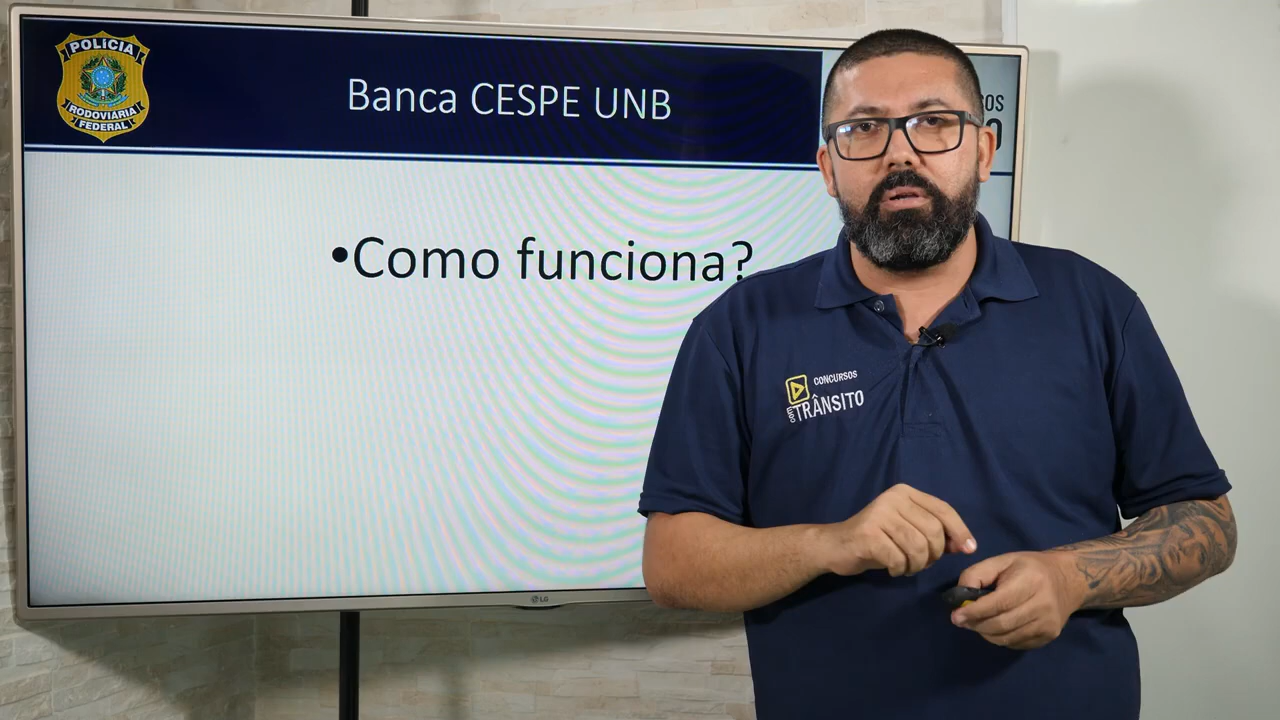 POLÍCIA
RODOVIÁRIA
FEDERAL
Banca CESPE UNB
•Como funciona?
CONCURSOS
TRÂNSITO
LG